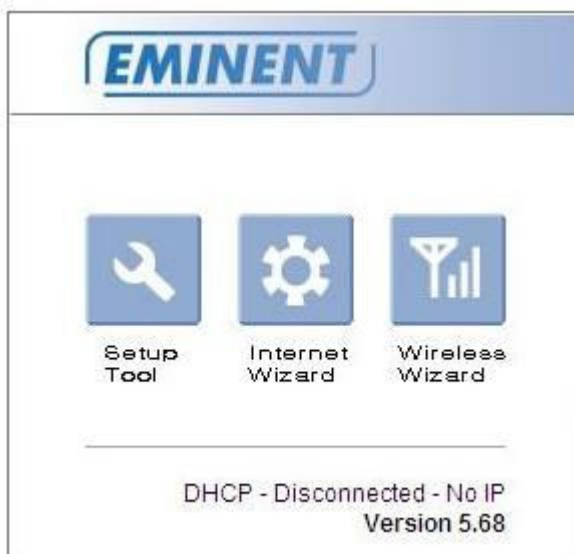 EMINENT
Setup Tool
Internet Wizard
Wireless Wizard
DHCP - Disconnected - No IP
Version 5.68